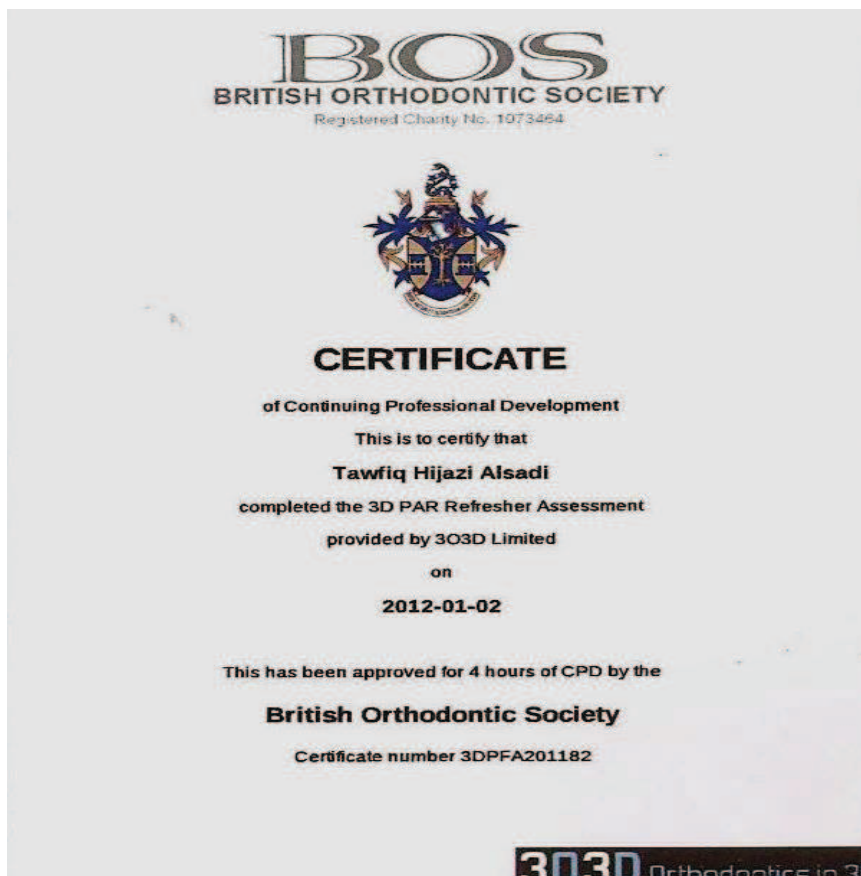 BOS
BRITISH ORTHODONTIC SOCIETY
Registered Charity No. 1073464
CERTIFICATE
of Continuing Professional Development
This is to certify that
Tawfiq Hijazi Alsadi
completed the 3D PAR Refresher Assessment
provided by 3O3D Limited
on
2012-01-02
This has been approved for 4 hours of CPD by the
British Orthodontic Society
Certificate number 3DPFA201182
3O3D Orthodontics in 3